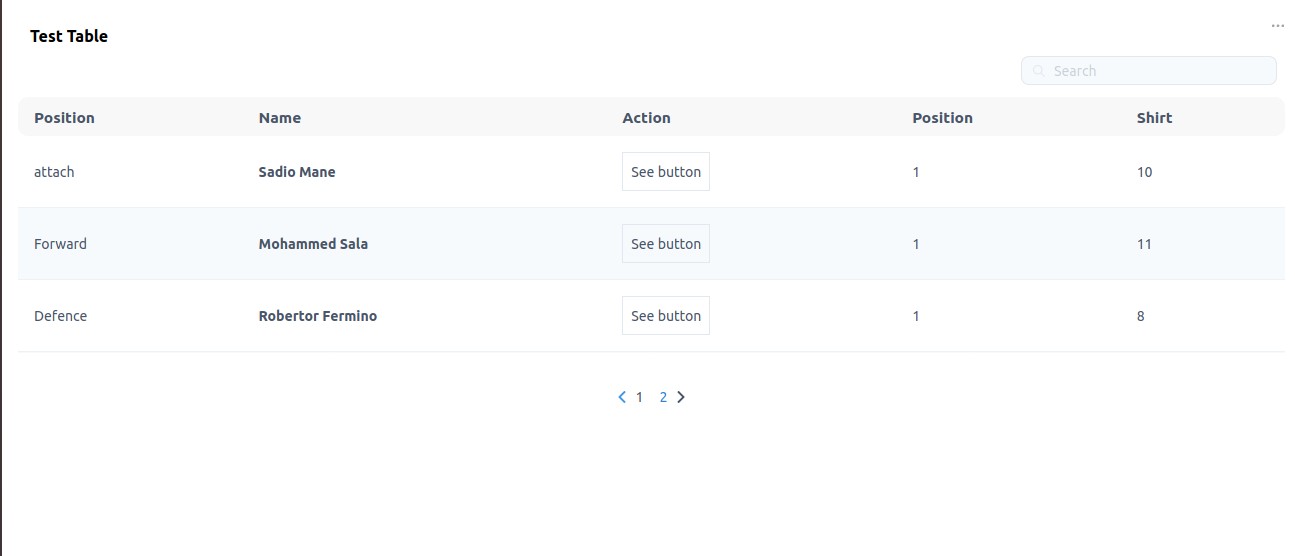 Test Table
Search
Position Name Action Position Shirt
attach Sadio Mane See button 1 10
Forward Mohammed Sala See button 1 11
Defence Robertor Fermino See button 1 8
1 2